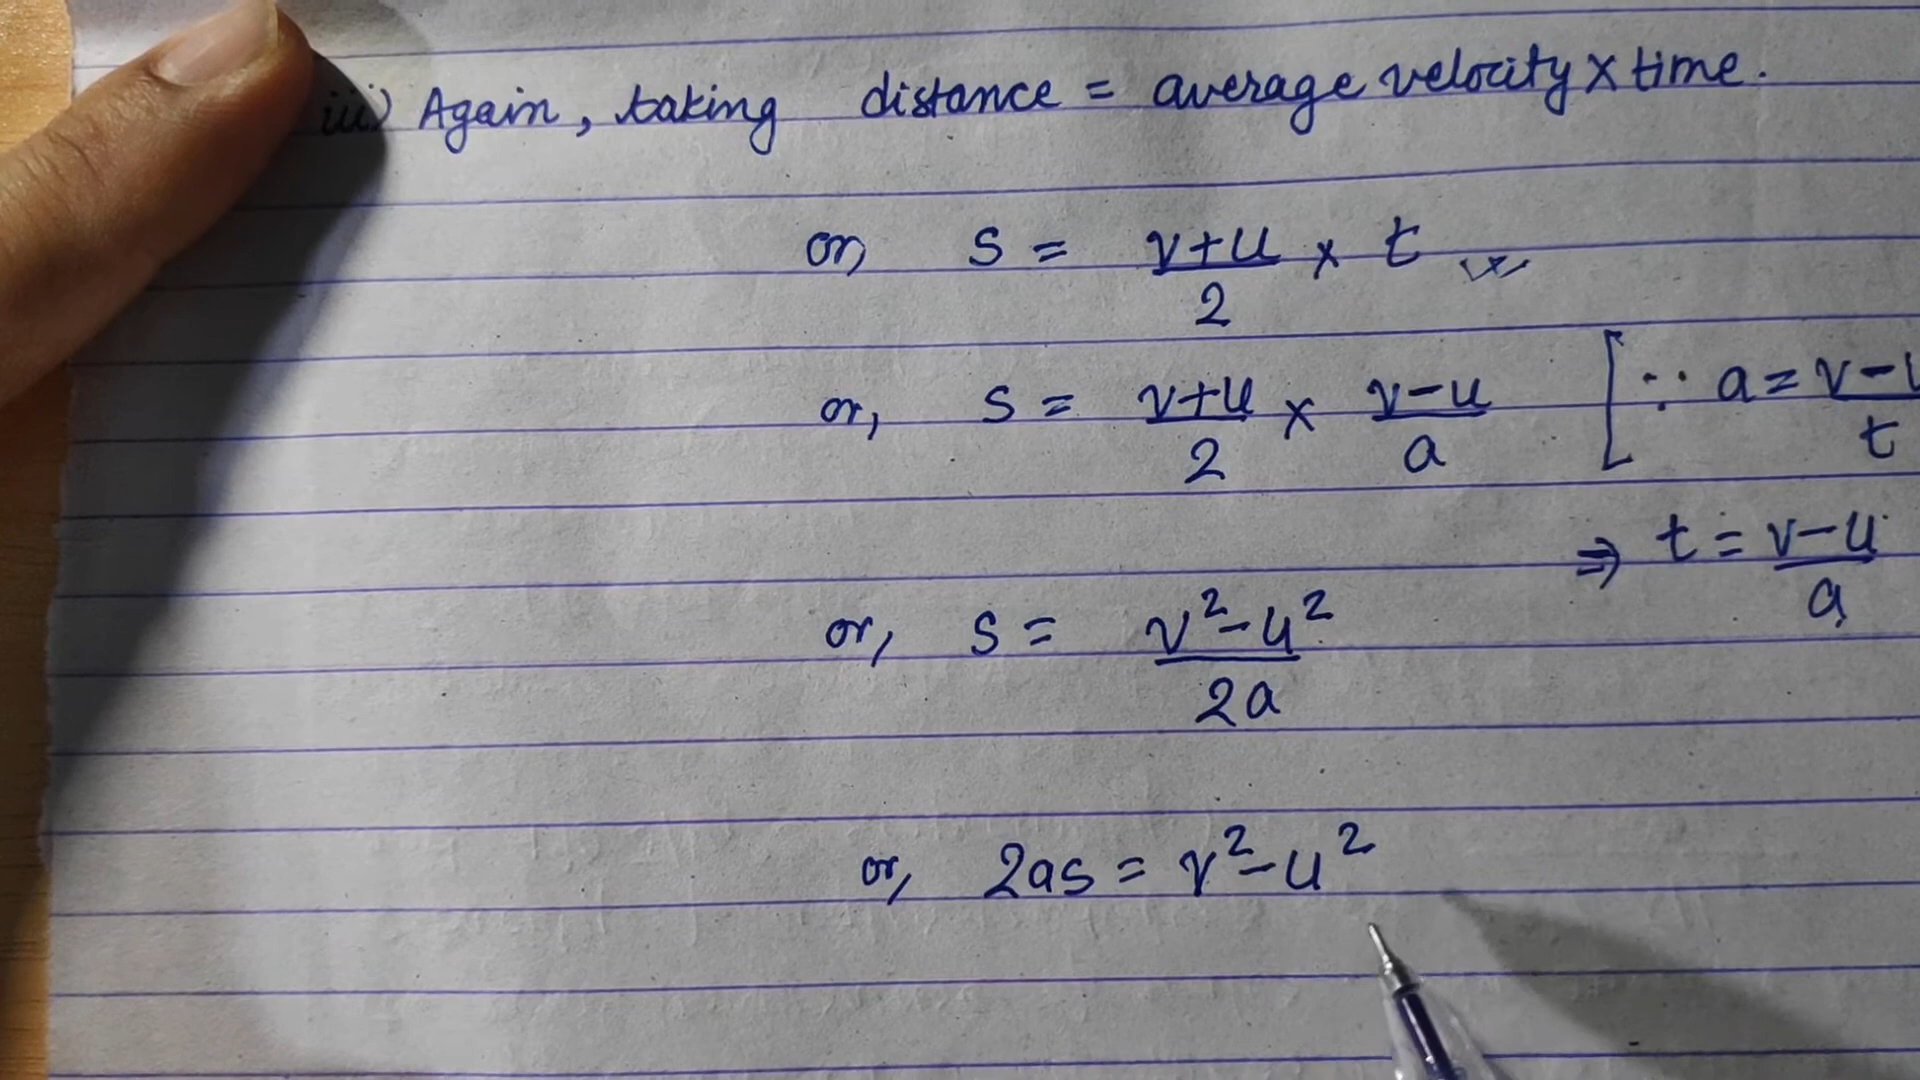 iii) Again, taking distance = average velocity × time.
or, s = v+u/2 × t
or, s = v+u/2 × v-u/a [∵ a = v-u/t
⇒ t = v-u/a
or, s = v²-u²/2a
or, 2as = v²-u²